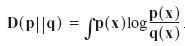 D(p||q) = ∫p(x)log p(x)/q(x).